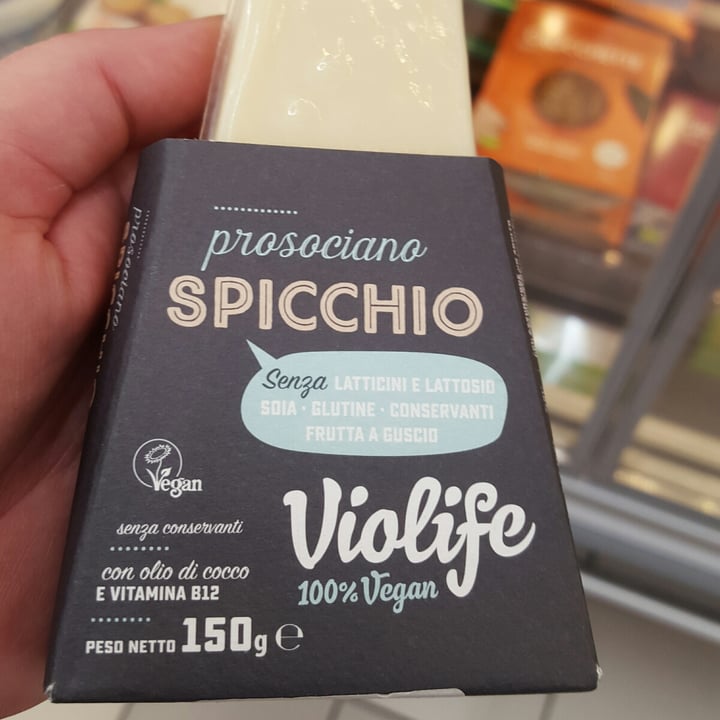 prosociano
SPICCHIO
Senza LATTICINI E LATTOSIO
SOIA · GLUTINE · CONSERVANTI
FRUTTA A GUSCIO
Vegan
Violife
100% Vegan
senza conservanti
con olio di cocco
E VITAMINA B12
PESO NETTO 150g e
prosociano